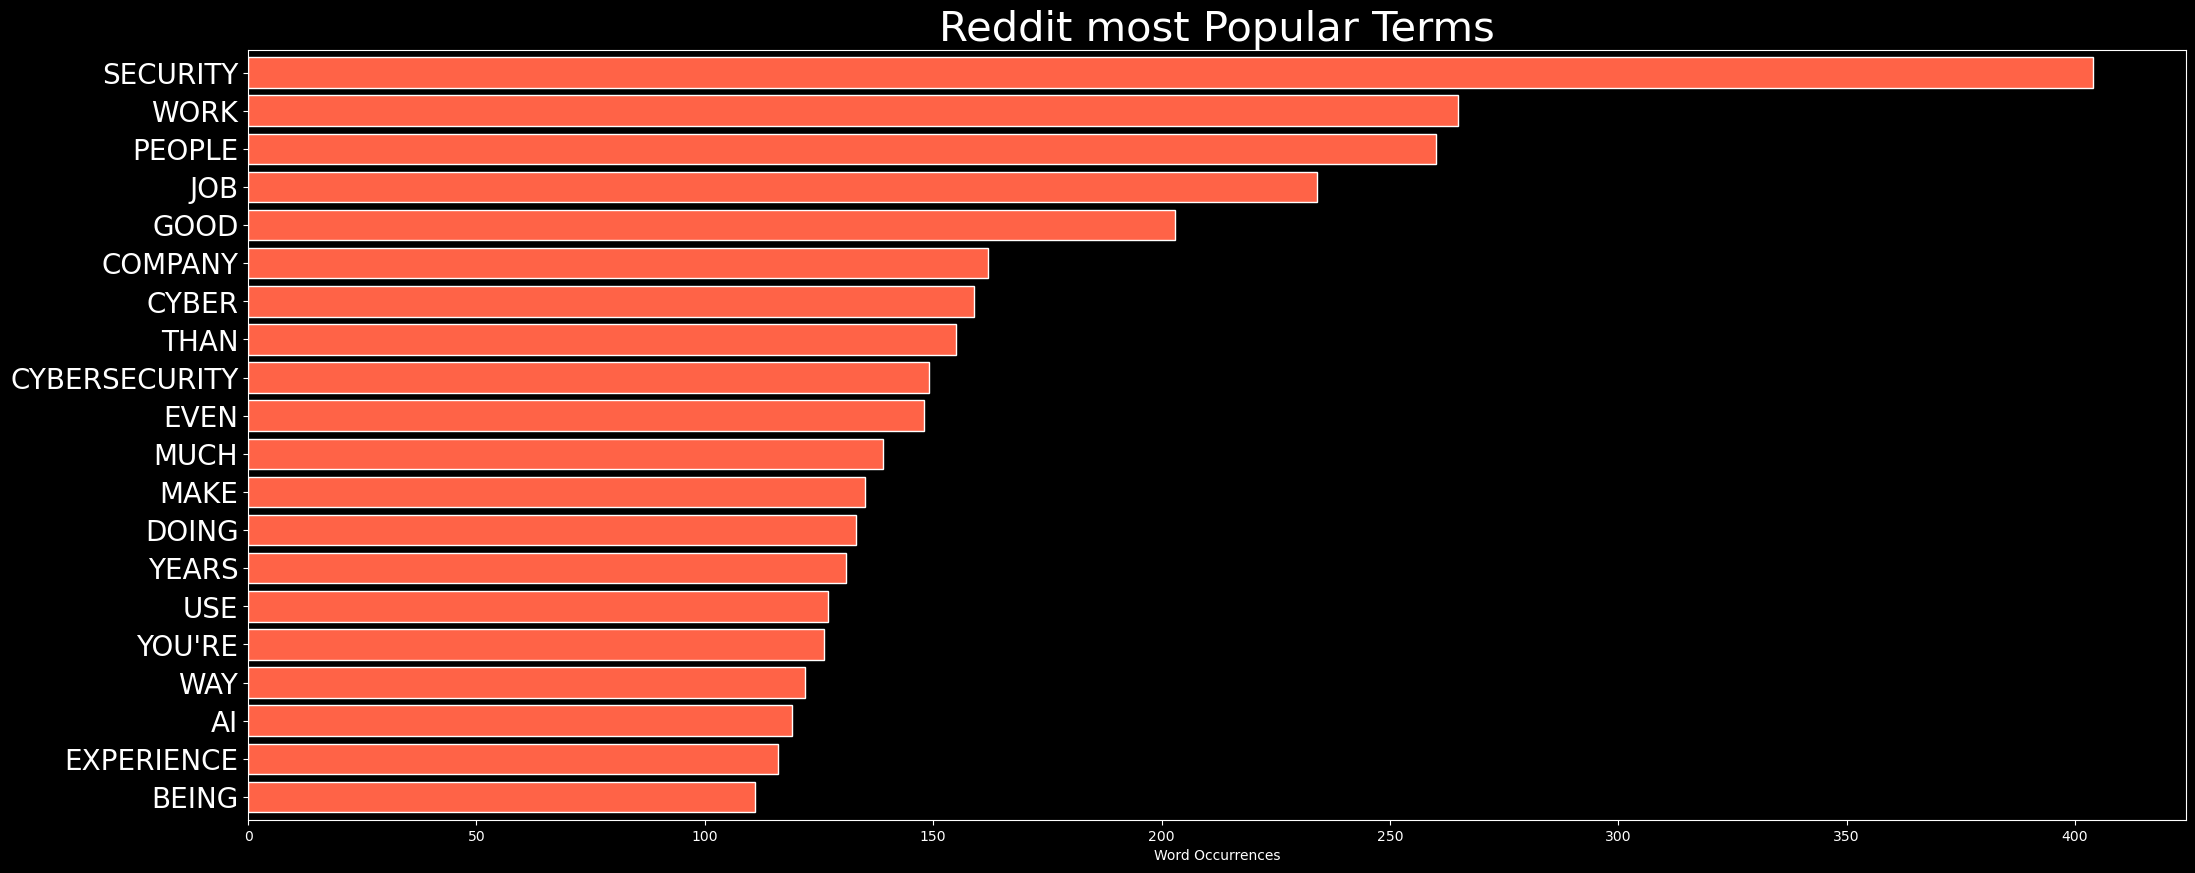 Reddit most Popular Terms
SECURITY
WORK
PEOPLE
JOB
GOOD
COMPANY
CYBER
THAN
CYBERSECURITY
EVEN
MUCH
MAKE
DOING
YEARS
USE
YOU'RE
WAY
AI
EXPERIENCE
BEING
0 50 100 150 200 250 300 350 400
Word Occurrences